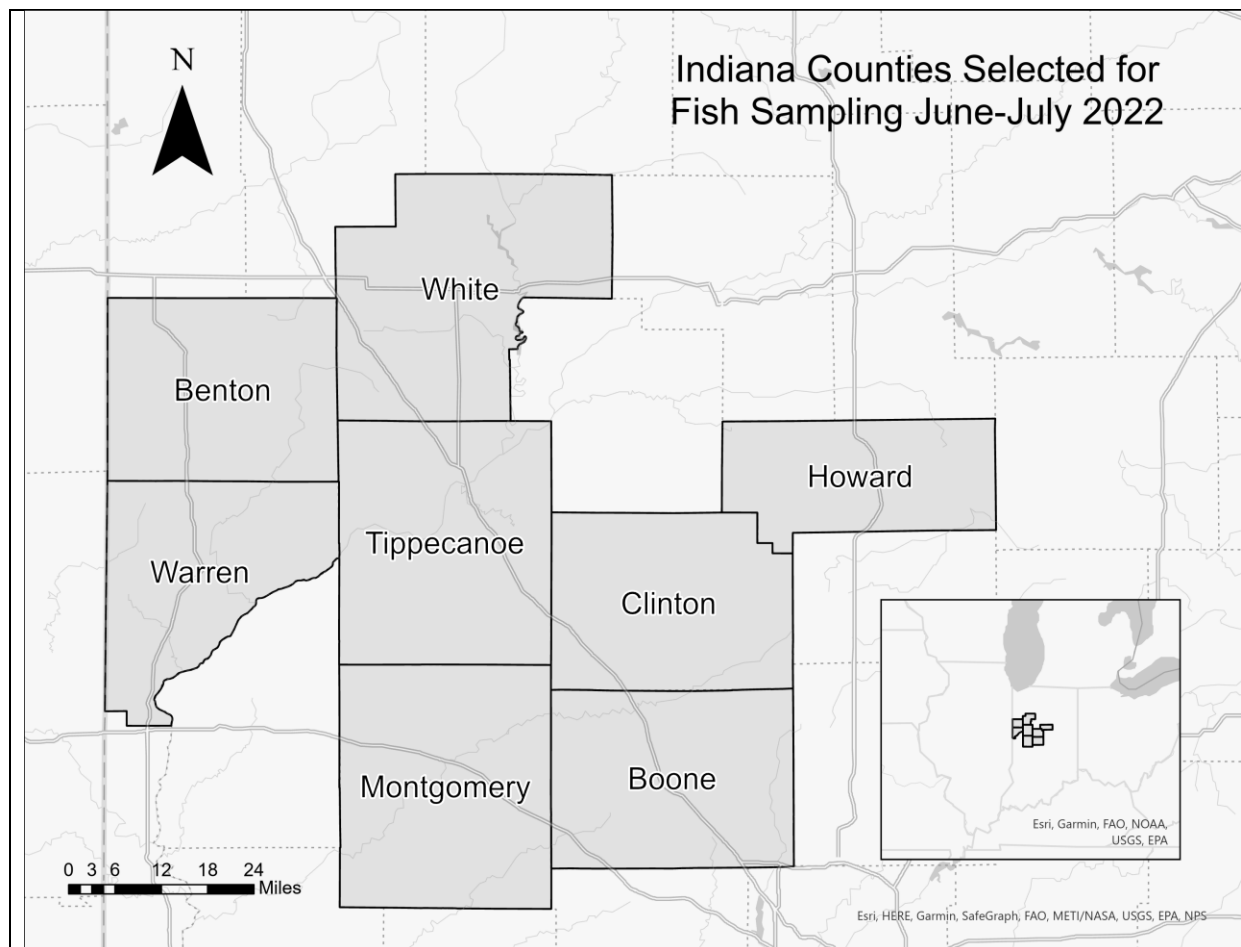 N
Indiana Counties Selected for
Fish Sampling June-July 2022
White
Benton
Howard
Tippecanoe
Warren
Clinton
Montgomery
Boone
Esri, Garmin, FAO, NOAA,
USGS, EPA
0 3 6 12 18 24
Miles
Esri, HERE, Garmin, SafeGraph, FAO, METI/NASA, USGS, EPA, NPS